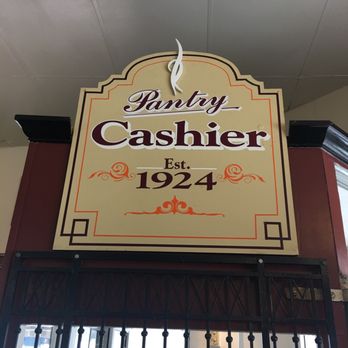 Pantry
Cashier
Est.
1924